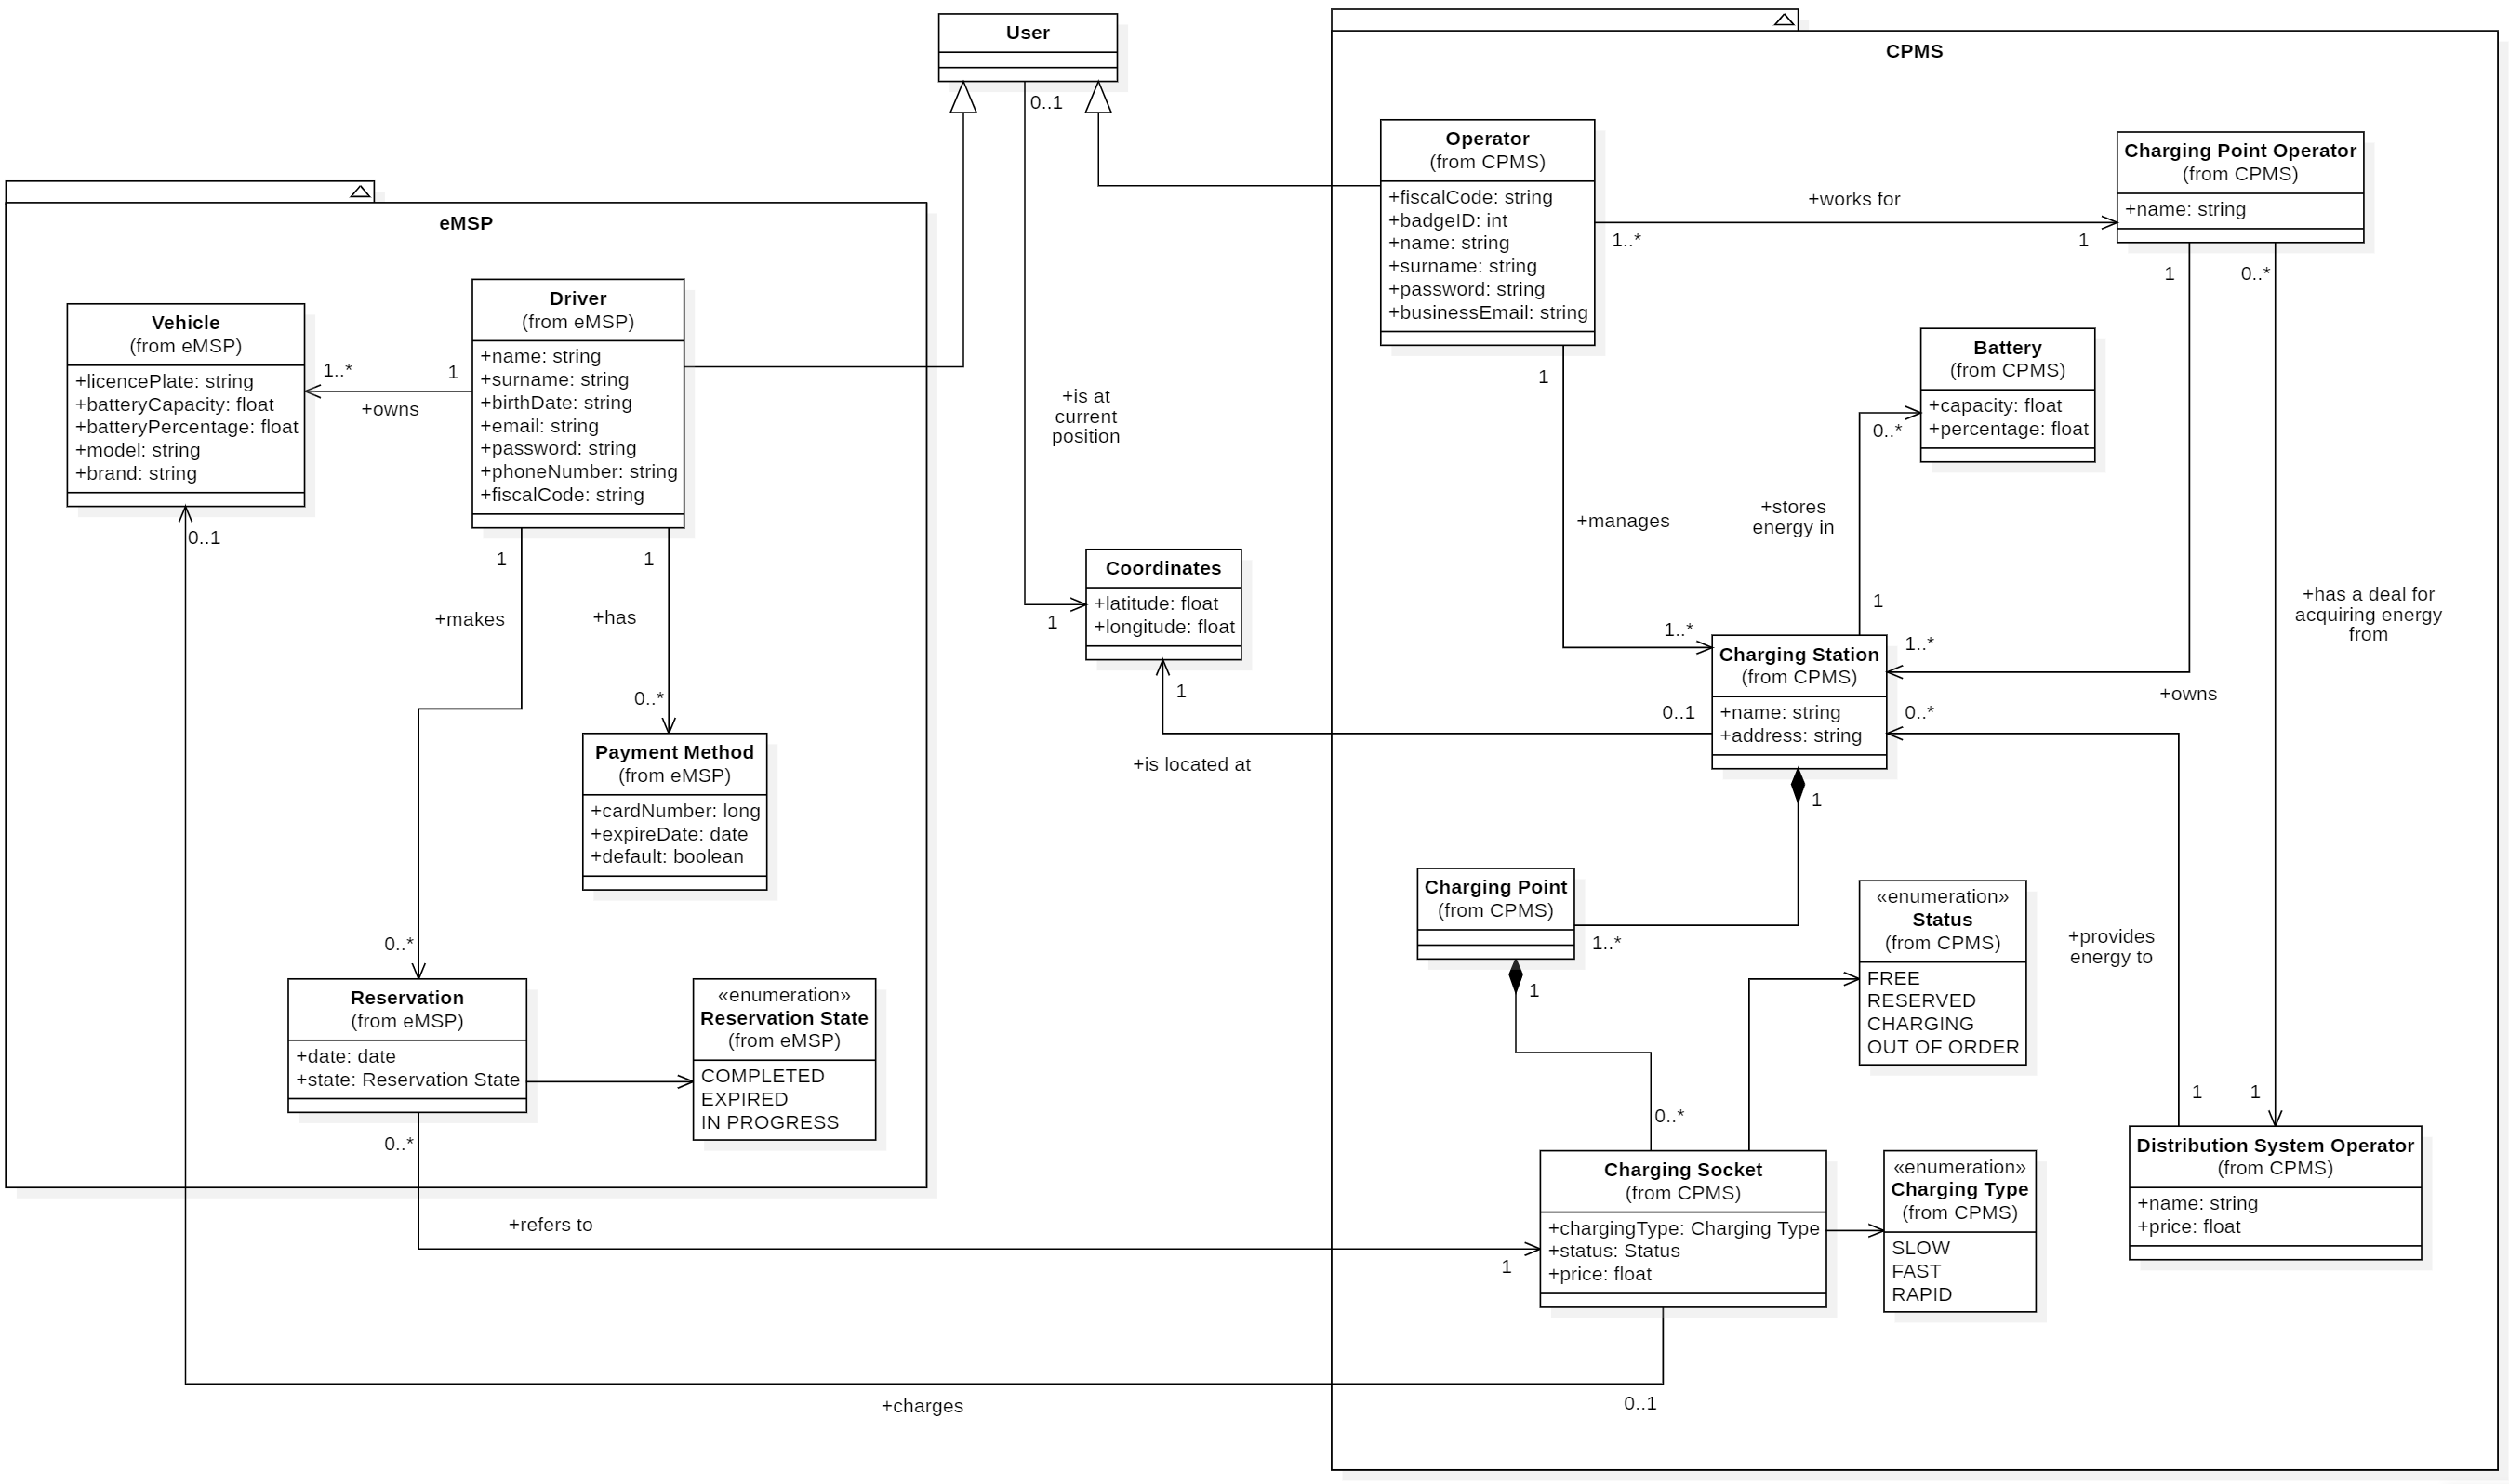 User
0..1
+is at
current
position
Coordinates
+latitude: float
+longitude: float
1
1
+is located at
eMSP
Vehicle
(from eMSP)
+licencePlate: string
+batteryCapacity: float
+batteryPercentage: float
+model: string
+brand: string
1..*
1
+owns
0..1
Driver
(from eMSP)
+name: string
+surname: string
+birthDate: string
+email: string
+password: string
+phoneNumber: string
+fiscalCode: string
1
1
+makes
+has
0..*
Payment Method
(from eMSP)
+cardNumber: long
+expireDate: date
+default: boolean
0..*
Reservation
(from eMSP)
+date: date
+state: Reservation State
0..*
«enumeration»
Reservation State
(from eMSP)
COMPLETED
EXPIRED
IN PROGRESS
+refers to
+charges
CPMS
Operator
(from CPMS)
+fiscalCode: string
+badgeID: int
+name: string
+surname: string
+password: string
+businessEmail: string
+works for
1..*
1
Charging Point Operator
(from CPMS)
+name: string
1
0..*
1
+manages
Battery
(from CPMS)
+capacity: float
+percentage: float
0..*
+stores
energy in
1
1..*
1..*
+has a deal for
acquiring energy
from
Charging Station
(from CPMS)
+name: string
+address: string
+owns
0..1
0..*
1
Charging Point
(from CPMS)
1..*
1
«enumeration»
Status
(from CPMS)
FREE
RESERVED
CHARGING
OUT OF ORDER
+provides
energy to
0..*
1
1
Charging Socket
(from CPMS)
+chargingType: Charging Type
+status: Status
+price: float
1
0..1
«enumeration»
Charging Type
(from CPMS)
SLOW
FAST
RAPID
Distribution System Operator
(from CPMS)
+name: string
+price: float